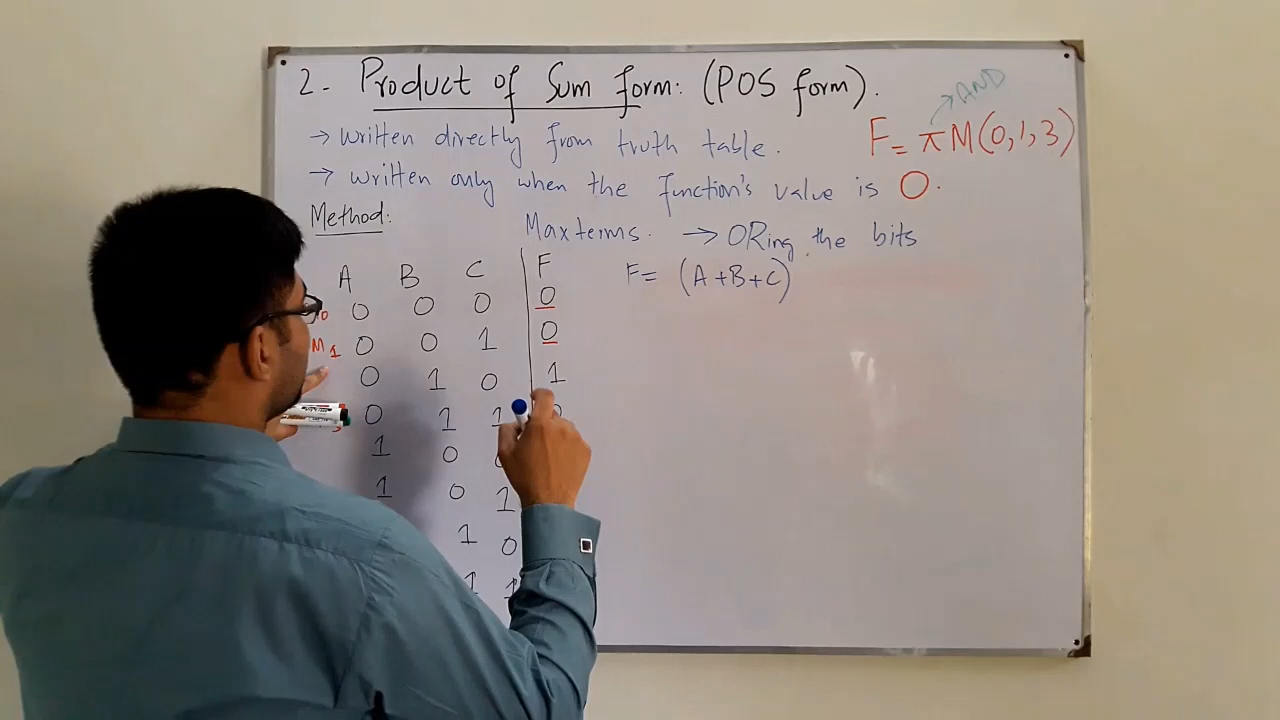 2. Product of Sum form: (POS form).
→ AND
→ written directly from truth table.
F = π M(0,1,3)
→ written only when the function's value is 0.
Method:
Maxterms. → ORing the bits
A B C F
F = (A+B+C)
0 0 0 0
M1 0 0 1 0
0 1 0 1
0 1 1
1 0
1 0 1
1 0
1 1